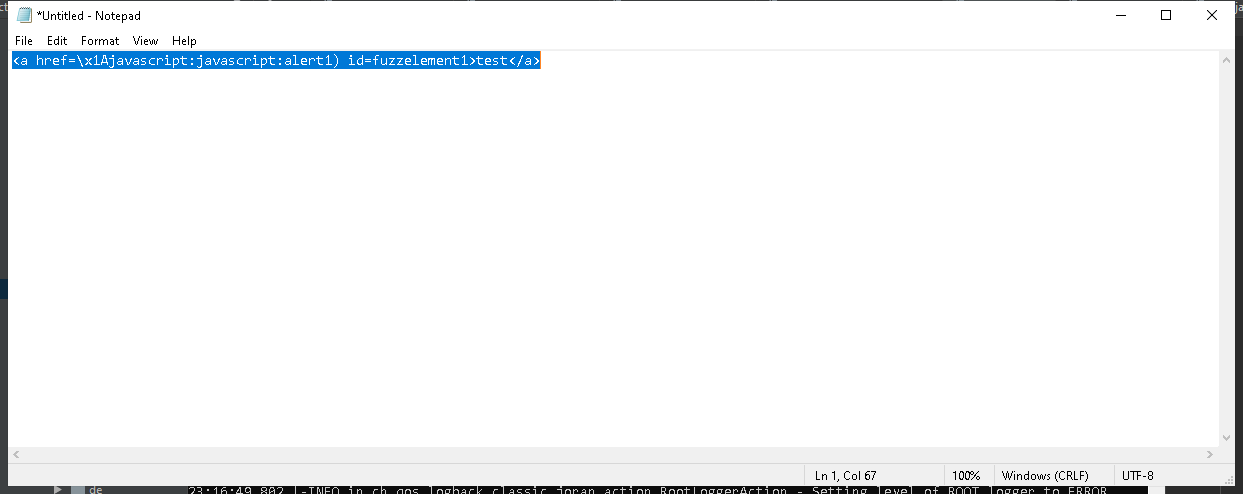 *Untitled - Notepad
File Edit Format View Help
<a href=\x1Ajavascript:javascript:alert1) id=fuzzelement1>test</a>
Ln 1, Col 67 100% Windows (CRLF) UTF-8
de 23:16:49,802 |-INFO in ch.qos.logback.classic.joran.action.RootLoggerAction - Setting level of ROOT logger to ERROR